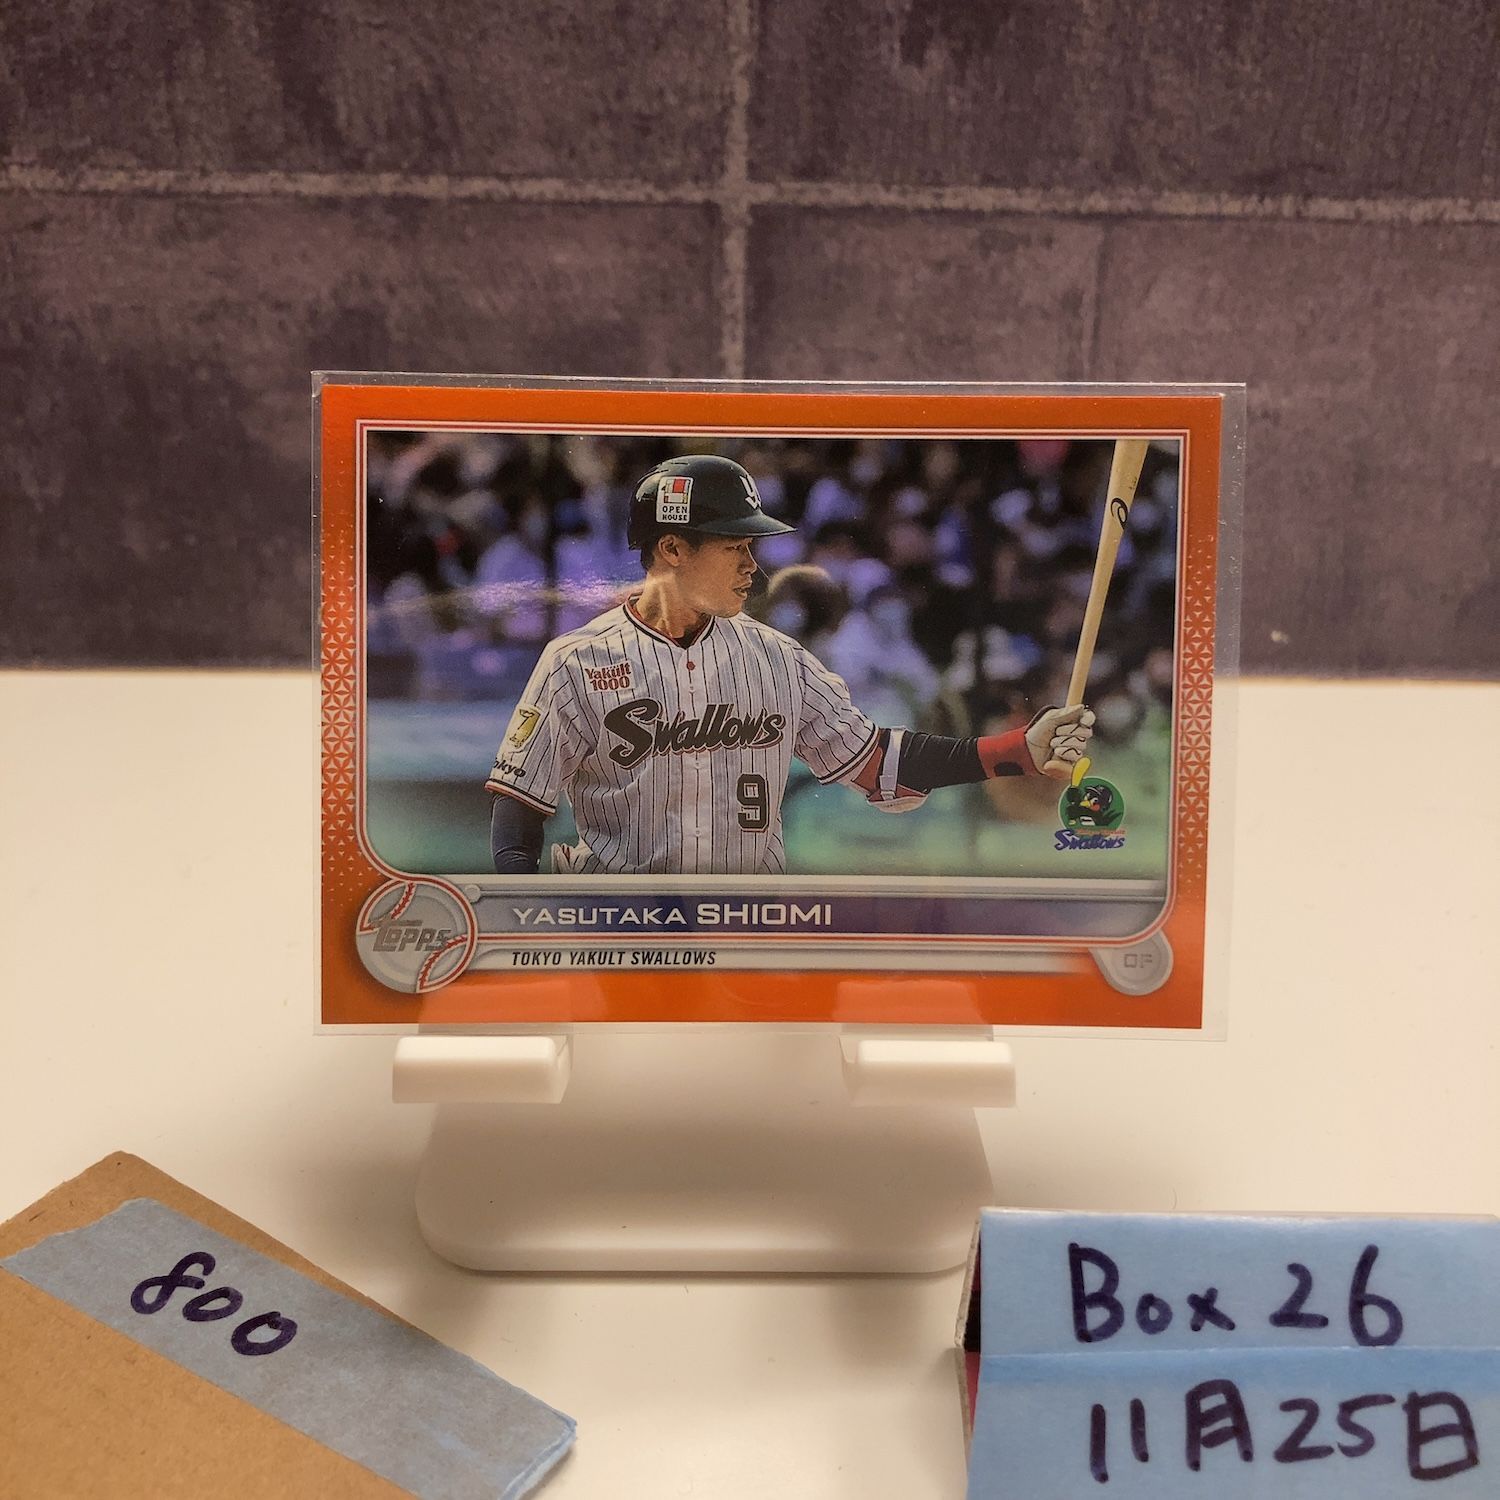 OPEN
HOUSE
Yakult
1000
Swallows
Tokyo
9
Swallows
Topps
YASUTAKA SHIOMI
TOKYO YAKULT SWALLOWS
OF
800
Box 26
11月25日